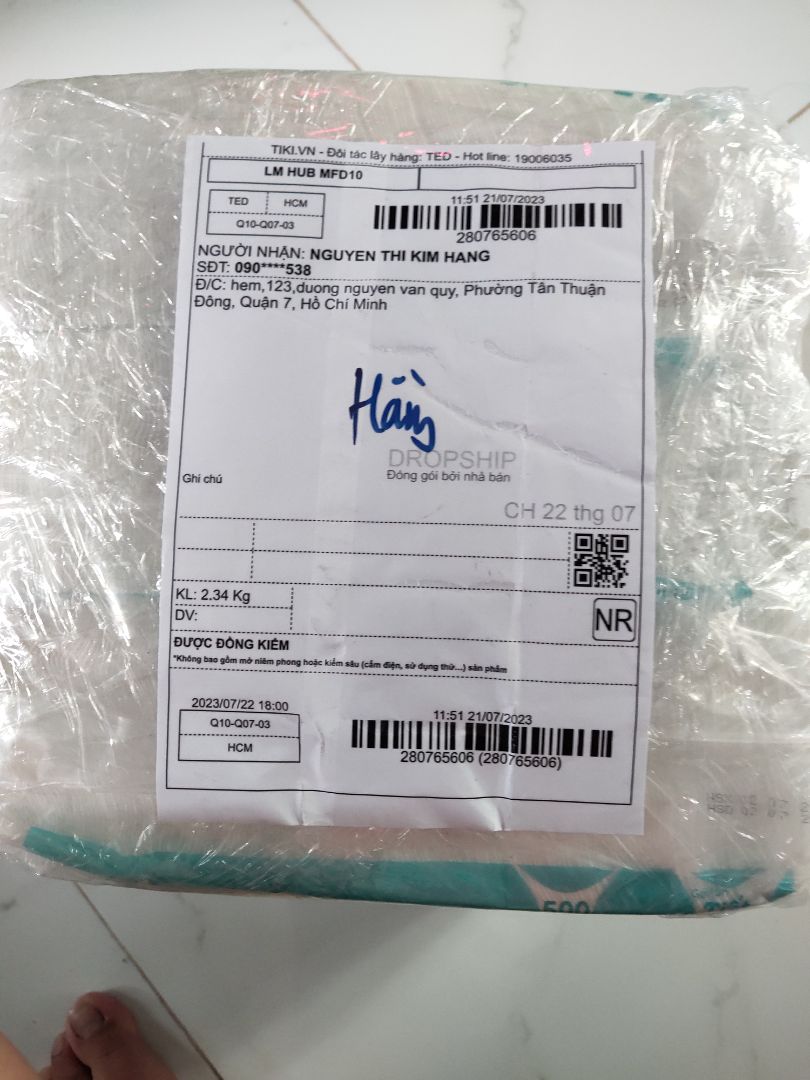 TIKI.VN - Đối tác lấy hàng: TED - Hot line: 19006035
LM HUB MFD10
TED HCM
Q10-Q07-03
11:51 21/07/2023
280765606
NGƯỜI NHẬN: NGUYEN THI KIM HANG
SĐT: 090****538
Đ/C: hem,123,duong nguyen van quy, Phường Tân Thuận
Đông, Quận 7, Hồ Chí Minh
Hằng
DROPSHIP
Đóng gói bởi nhà bán
Ghi chú
CH 22 thg 07
KL: 2.34 Kg
DV:
NR
ĐƯỢC ĐỒNG KIỂM
*Không bao gồm mở niêm phong hoặc kiểm sâu (cắm điện, sử dụng thử...) sản phẩm
2023/07/22 18:00
Q10-Q07-03
HCM
11:51 21/07/2023
280765606 (280765606)
500